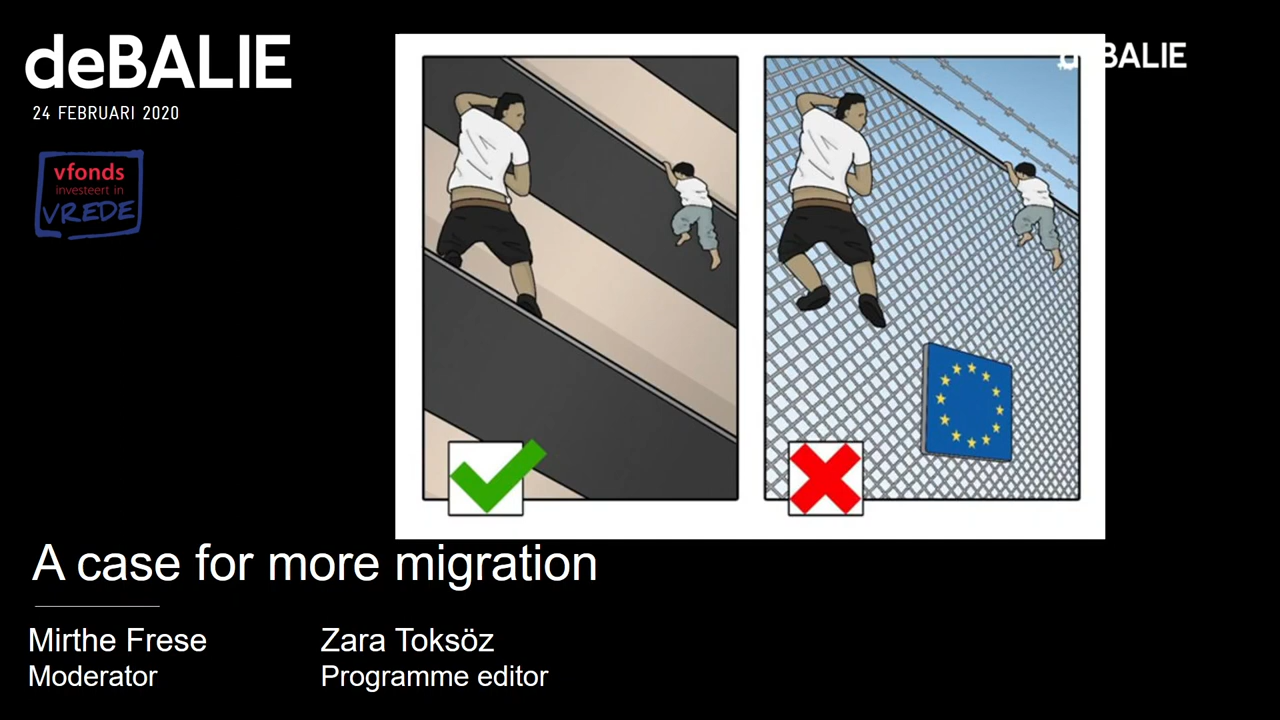 deBALIE
24 FEBRUARI 2020
vfonds
investeert in
VREDE
deBALIE
A case for more migration
Mirthe Frese
Moderator
Zara Toksöz
Programme editor